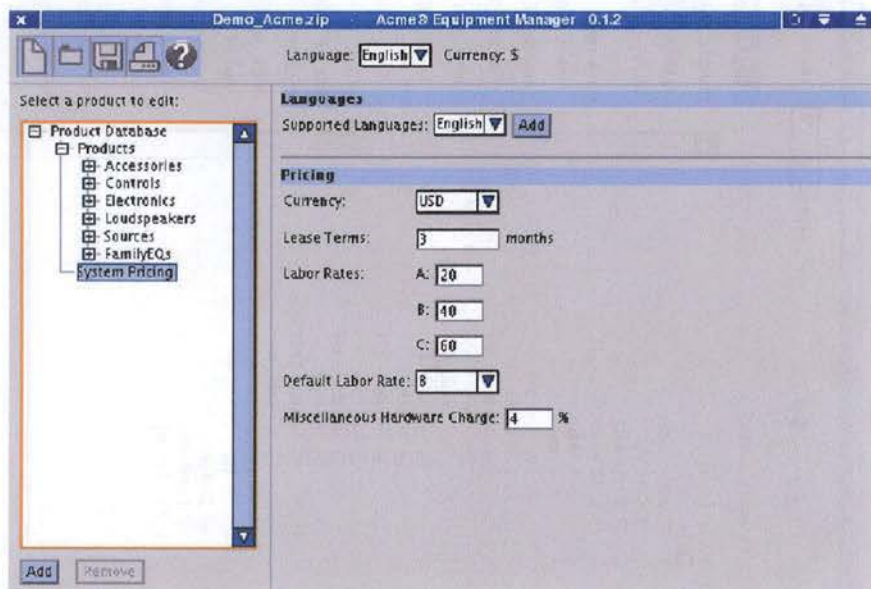 Demo_Acme.zip - Acme® Equipment Manager 0.1.2
Language: English Currency: $
Select a product to edit:
Product Database
Products
Accessories
Controls
Electronics
Loudspeakers
Sources
FamilyEQs
System Pricing
Add Remove
Languages
Supported Languages: English Add
Pricing
Currency: USD
Lease Terms: 3 months
Labor Rates: A: 20
B: 40
C: 60
Default Labor Rate: B
Miscellaneous Hardware Charge: 4 %